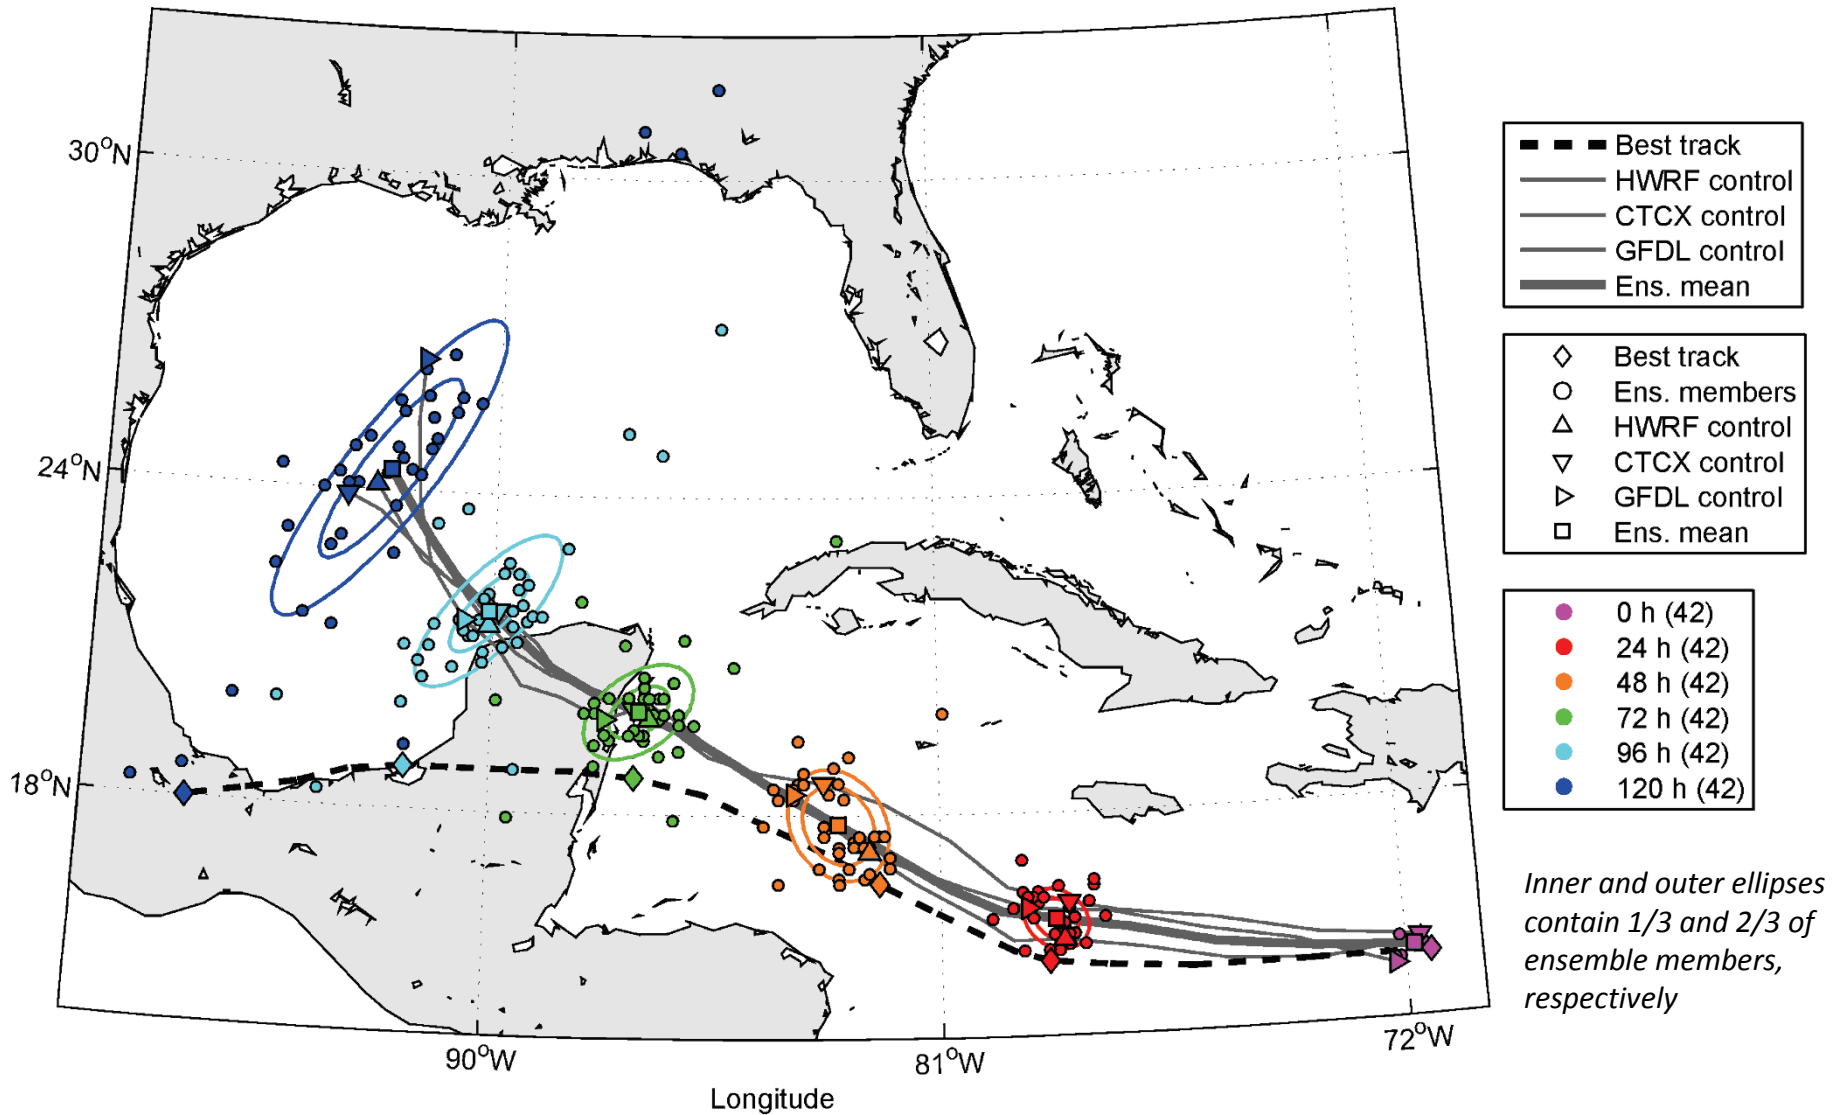 30°N
24°N
18°N
90°W
81°W
72°W
Longitude
Best track
HWRF control
CTCX control
GFDL control
Ens. mean
Best track
Ens. members
HWRF control
CTCX control
GFDL control
Ens. mean
0 h (42)
24 h (42)
48 h (42)
72 h (42)
96 h (42)
120 h (42)
Inner and outer ellipses
contain 1/3 and 2/3 of
ensemble members,
respectively